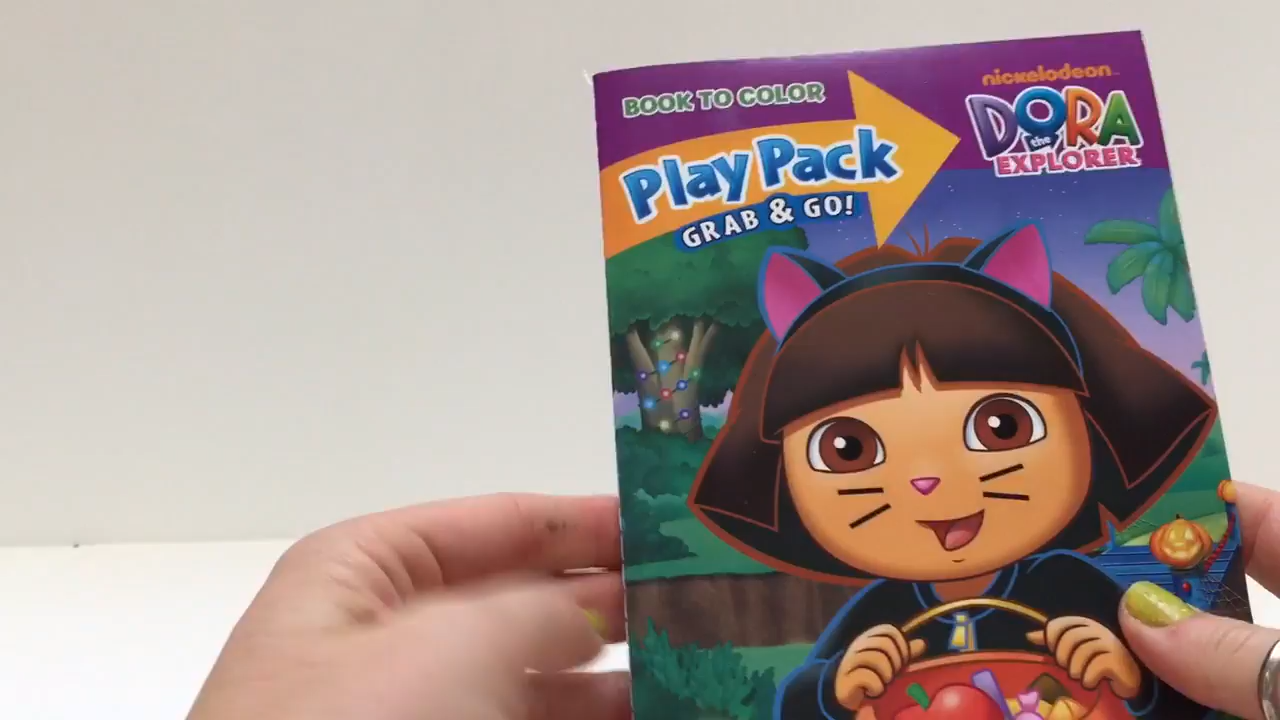 BOOK TO COLOR
Play Pack
GRAB & GO!
nickelodeon
DORA
the
EXPLORER